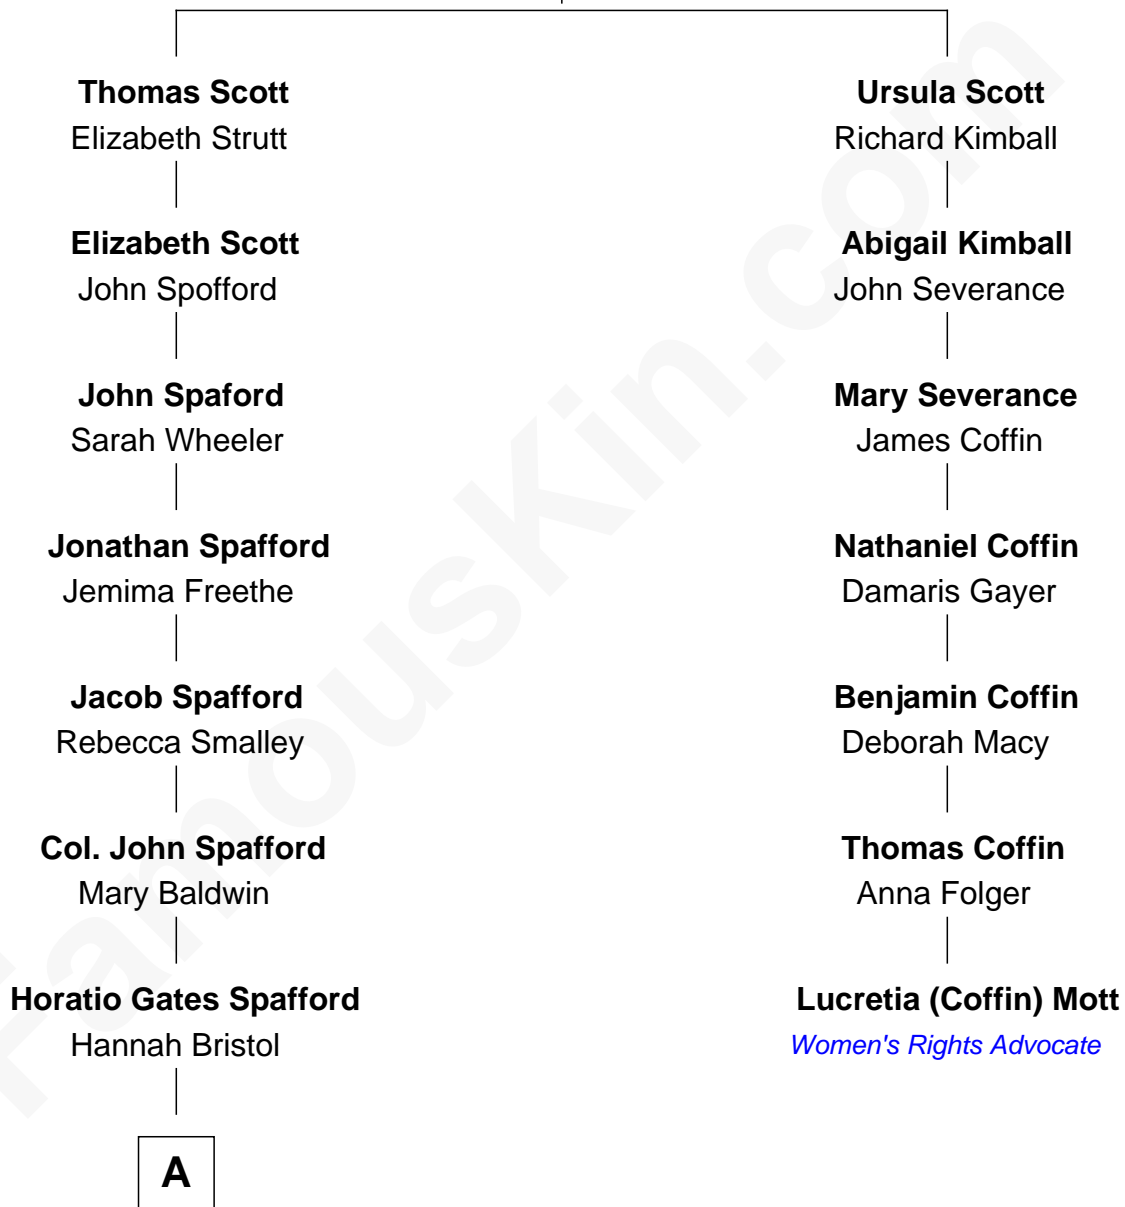 Thomas Scott
Elizabeth Strutt
Elizabeth Scott
John Spofford
John Spaford
Sarah Wheeler
Jonathan Spafford
Jemima Freethe
Jacob Spafford
Rebecca Smalley
Col. John Spafford
Mary Baldwin
Horatio Gates Spafford
Hannah Bristol
A
Ursula Scott
Richard Kimball
Abigail Kimball
John Severance
Mary Severance
James Coffin
Nathaniel Coffin
Damaris Gayer
Benjamin Coffin
Deborah Macy
Thomas Coffin
Anna Folger
Lucretia (Coffin) Mott
Women's Rights Advocate
FamousKin.com